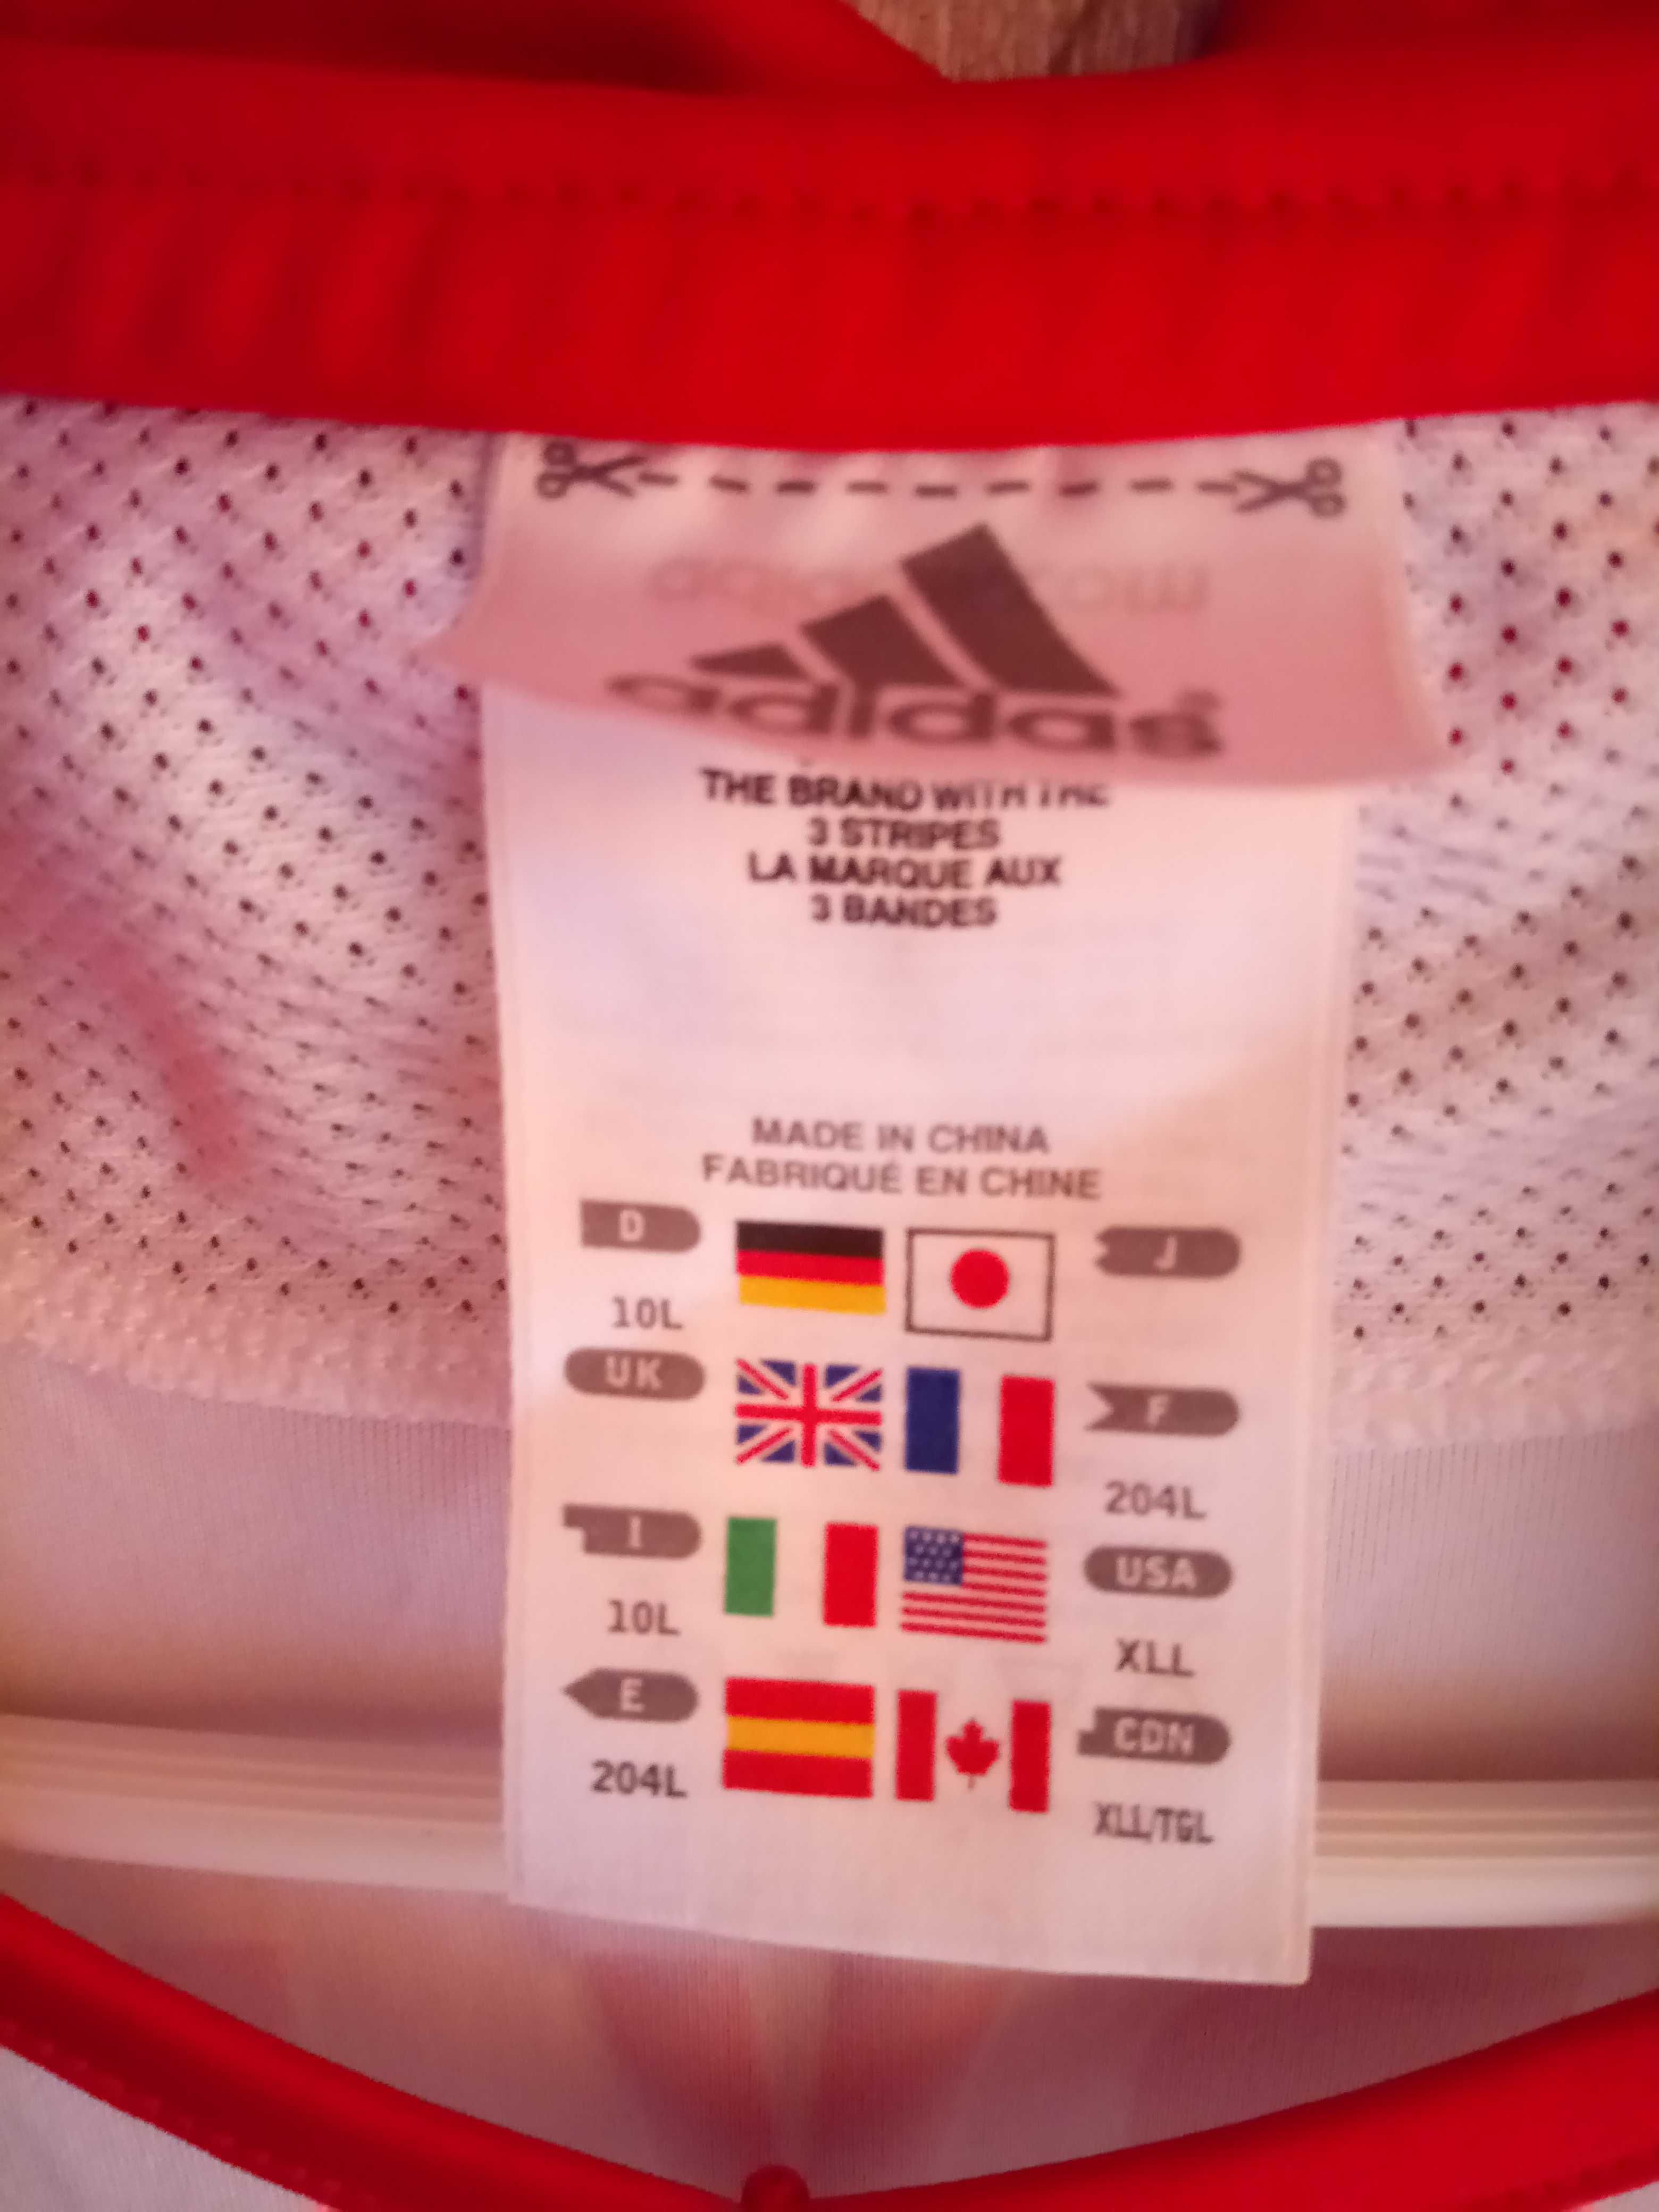 adidas®
THE BRAND WITH THE
3 STRIPES
LA MARQUE AUX
3 BANDES
MADE IN CHINA
FABRIQUÉ EN CHINE
D J
10L
UK F
204L
I USA
10L XLL
E CDN
204L XLL/TGL